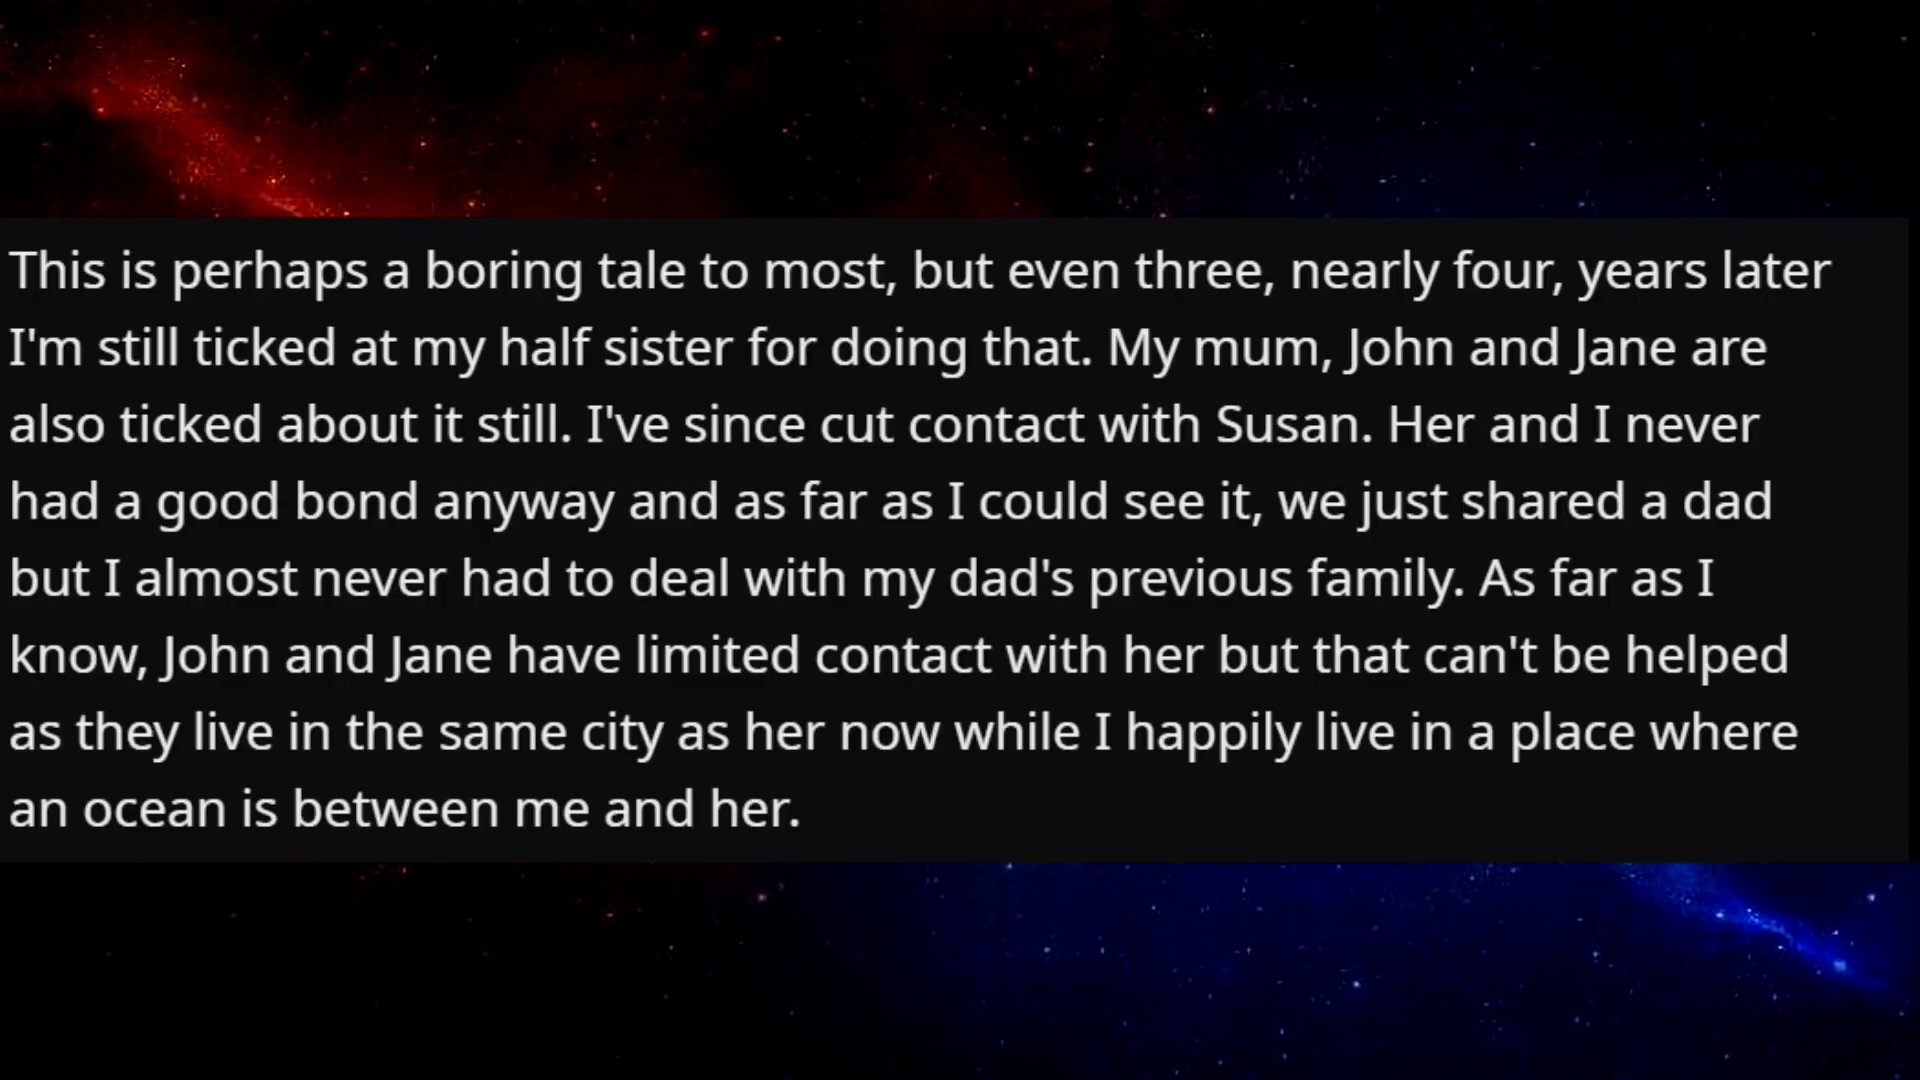 This is perhaps a boring tale to most, but even three, nearly four, years later
I'm still ticked at my half sister for doing that. My mum, John and Jane are
also ticked about it still. I've since cut contact with Susan. Her and I never
had a good bond anyway and as far as I could see it, we just shared a dad
but I almost never had to deal with my dad's previous family. As far as I
know, John and Jane have limited contact with her but that can't be helped
as they live in the same city as her now while I happily live in a place where
an ocean is between me and her.